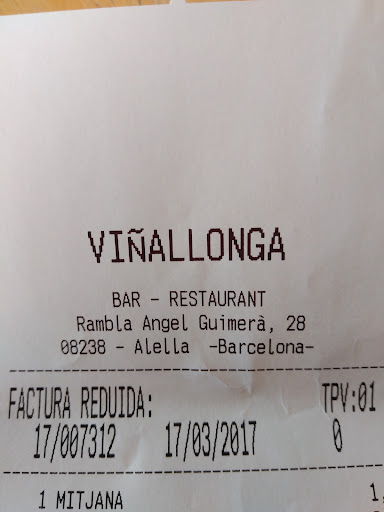 VIÑALLONGA
BAR - RESTAURANT
Rambla Angel Guimerà, 28
08238 - Alella -Barcelona-
FACTURA REDUIDA: TPV:01
17/007312 17/03/2017 0
1 MITJANA 1,